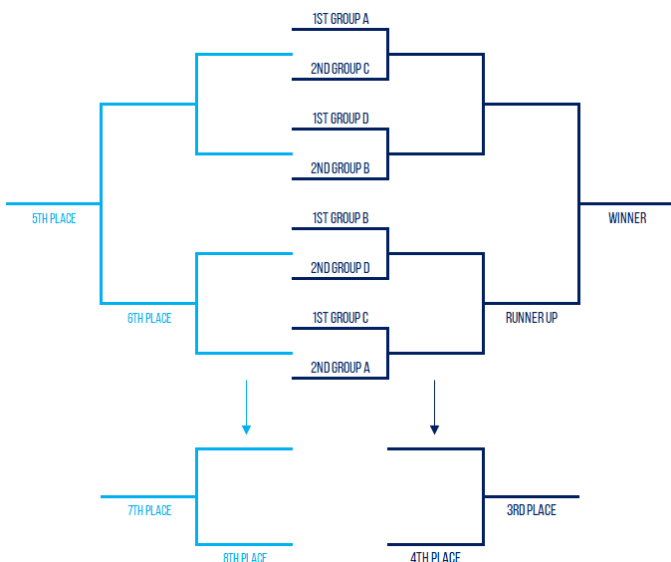 1ST GROUP A
2ND GROUP C
1ST GROUP D
2ND GROUP B
5TH PLACE
1ST GROUP B
WINNER
2ND GROUP D
6TH PLACE
1ST GROUP C
RUNNER UP
2ND GROUP A
7TH PLACE
3RD PLACE
8TH PLACE
4TH PLACE